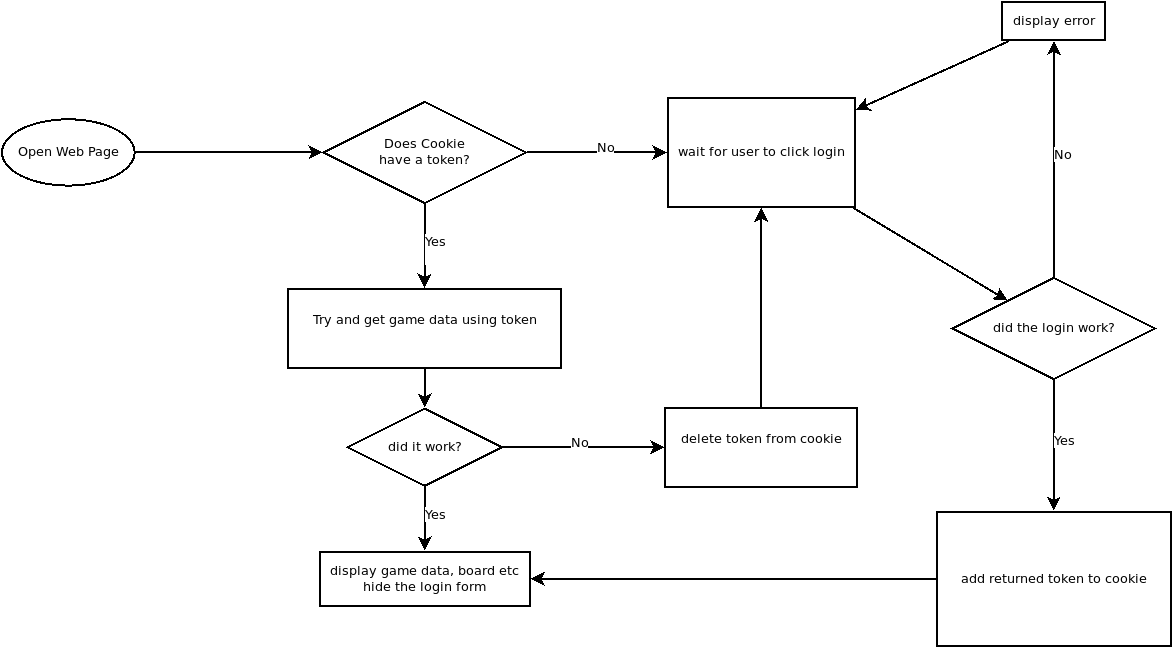 display error
Open Web Page
Does Cookie
have a token?
No
wait for user to click login
No
Yes
Try and get game data using token
did the login work?
did it work?
No
delete token from cookie
Yes
Yes
display game data, board etc
hide the login form
add returned token to cookie